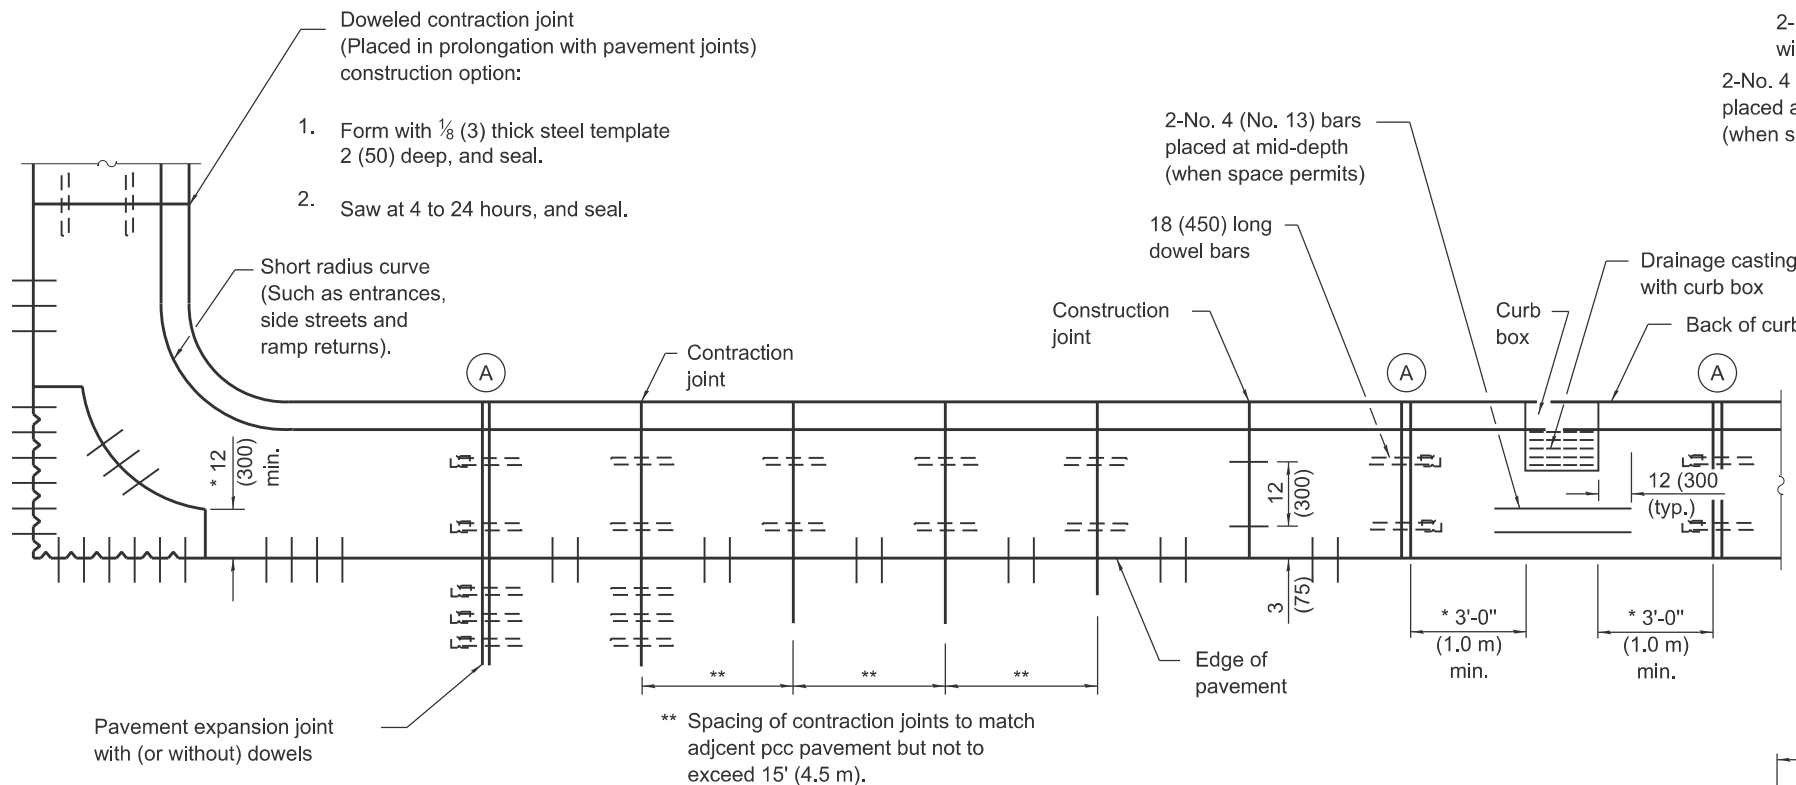 Doweled contraction joint
(Placed in prolongation with pavement joints)
construction option:
1. Form with ⅛ (3) thick steel template
2 (50) deep, and seal.
2. Saw at 4 to 24 hours, and seal.
Short radius curve
(Such as entrances,
side streets and
ramp returns).
* 12
(300)
min.
A
Contraction
joint
Construction
joint
2-No. 4 (No. 13) bars
placed at mid-depth
(when space permits)
18 (450) long
dowel bars
2-
2-No. 4
placed
(when
Drainage casting
with curb box
Curb
box
Back of
A
A
12
(300)
12 (300
(typ.)
3
(75)
* 3'-0"
(1.0 m)
min.
* 3'-0"
(1.0 m)
min.
Edge of
pavement
**
**
**
** Spacing of contraction joints to match
adjcent pcc pavement but not to
exceed 15' (4.5 m).
Pavement expansion joint
with (or without) dowels